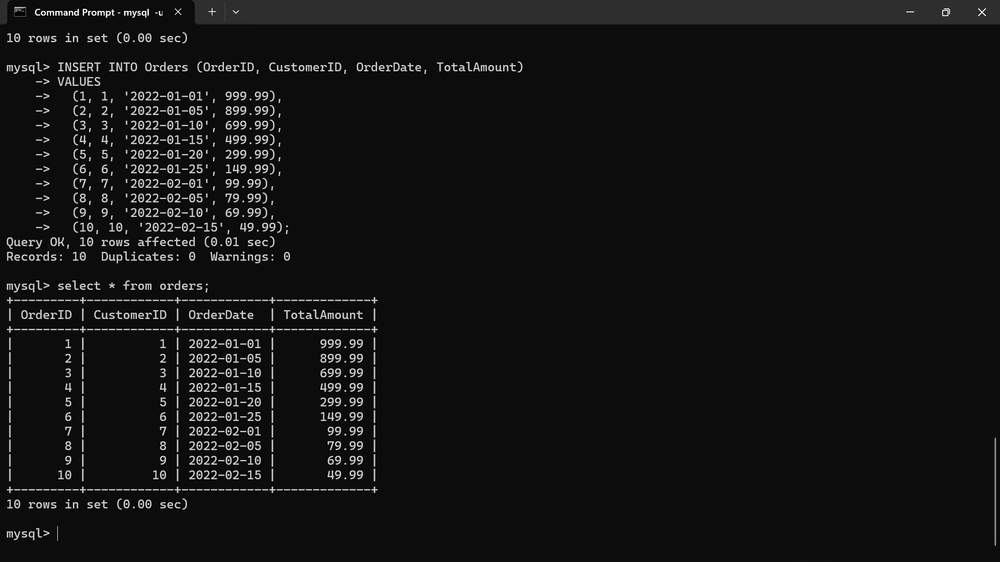 Command Prompt - mysql -u
10 rows in set (0.00 sec)
mysql> INSERT INTO Orders (OrderID, CustomerID, OrderDate, TotalAmount)
    -> VALUES
    ->   (1, 1, '2022-01-01', 999.99),
    ->   (2, 2, '2022-01-05', 899.99),
    ->   (3, 3, '2022-01-10', 699.99),
    ->   (4, 4, '2022-01-15', 499.99),
    ->   (5, 5, '2022-01-20', 299.99),
    ->   (6, 6, '2022-01-25', 149.99),
    ->   (7, 7, '2022-02-01', 99.99),
    ->   (8, 8, '2022-02-05', 79.99),
    ->   (9, 9, '2022-02-10', 69.99),
    ->   (10, 10, '2022-02-15', 49.99);
Query OK, 10 rows affected (0.01 sec)
Records: 10  Duplicates: 0  Warnings: 0
mysql> select * from orders;
+---------+------------+------------+-------------+
| OrderID | CustomerID | OrderDate  | TotalAmount |
+---------+------------+------------+-------------+
|       1 |          1 | 2022-01-01 |      999.99 |
|       2 |          2 | 2022-01-05 |      899.99 |
|       3 |          3 | 2022-01-10 |      699.99 |
|       4 |          4 | 2022-01-15 |      499.99 |
|       5 |          5 | 2022-01-20 |      299.99 |
|       6 |          6 | 2022-01-25 |      149.99 |
|       7 |          7 | 2022-02-01 |       99.99 |
|       8 |          8 | 2022-02-05 |       79.99 |
|       9 |          9 | 2022-02-10 |       69.99 |
|      10 |         10 | 2022-02-15 |       49.99 |
+---------+------------+------------+-------------+
10 rows in set (0.00 sec)
mysql>